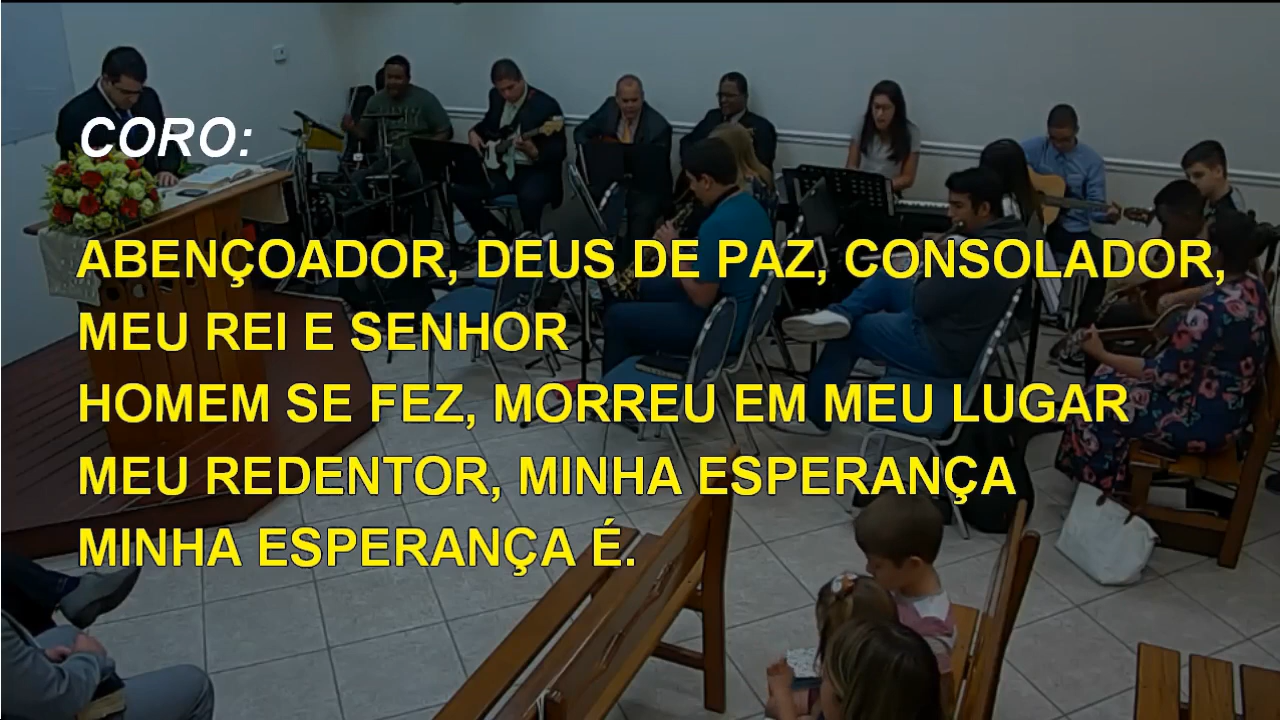 CORO:
ABENÇOADOR, DEUS DE PAZ, CONSOLADOR,
MEU REI E SENHOR
HOMEM SE FEZ, MORREU EM MEU LUGAR
MEU REDENTOR, MINHA ESPERANÇA
MINHA ESPERANÇA É.